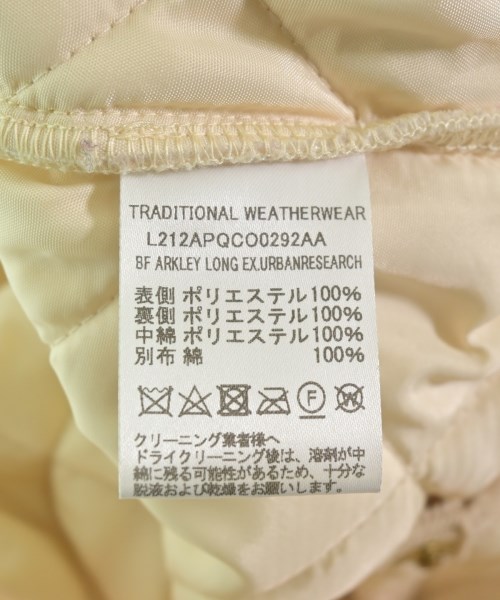 TRADITIONAL WEATHERWEAR
L212APQCO0292AA
BF ARKLEY LONG EX.URBANRESEARCH
表側 ポリエステル100%
裏側 ポリエステル100%
中綿 ポリエステル100%
別布 綿 100%
F W
クリーニング業者様へ
ドライクリーニング後は、溶剤が中
綿に残る可能性があるため、十分な
脱液および乾燥をお願いします。